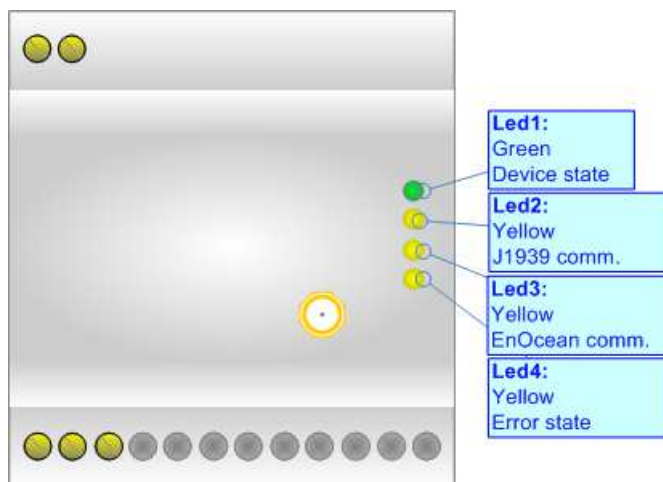 Led1:
Green
Device state
Led2:
Yellow
J1939 comm.
Led3:
Yellow
EnOcean comm.
Led4:
Yellow
Error state